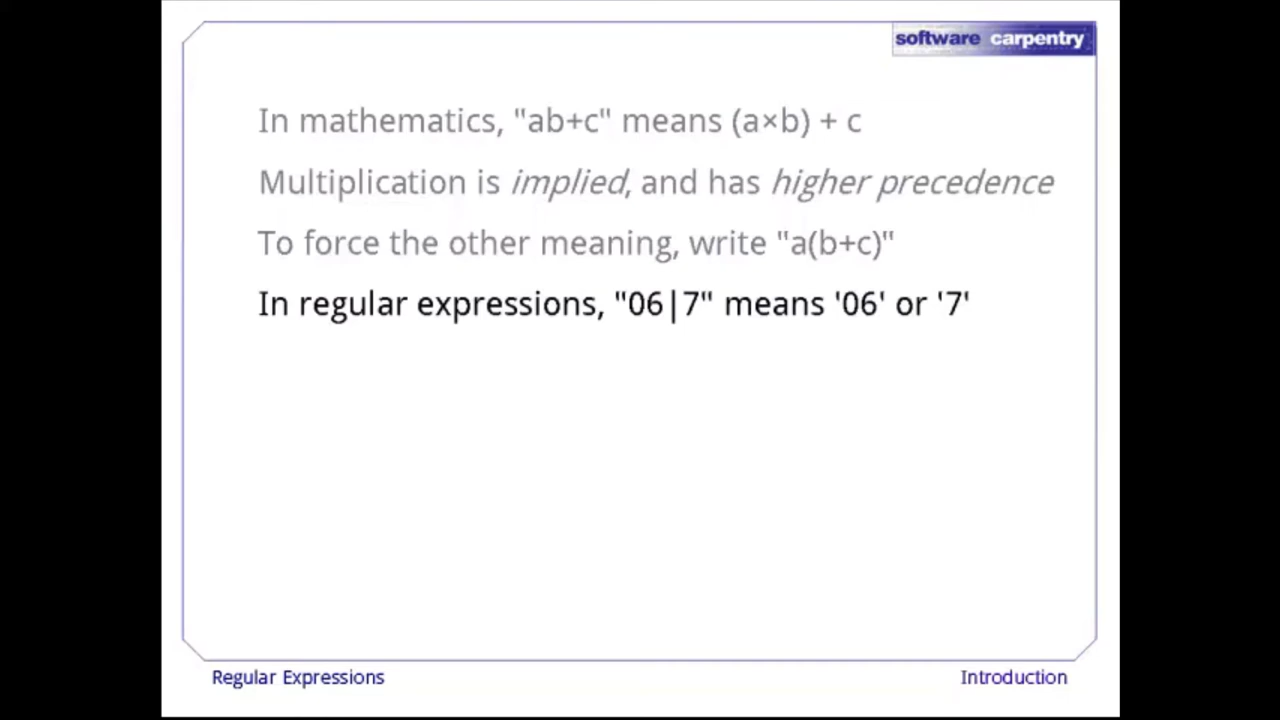 software carpentry
In mathematics, "ab+c" means (a×b) + c
Multiplication is implied, and has higher precedence
To force the other meaning, write "a(b+c)"
In regular expressions, "06|7" means '06' or '7'
Regular Expressions
Introduction